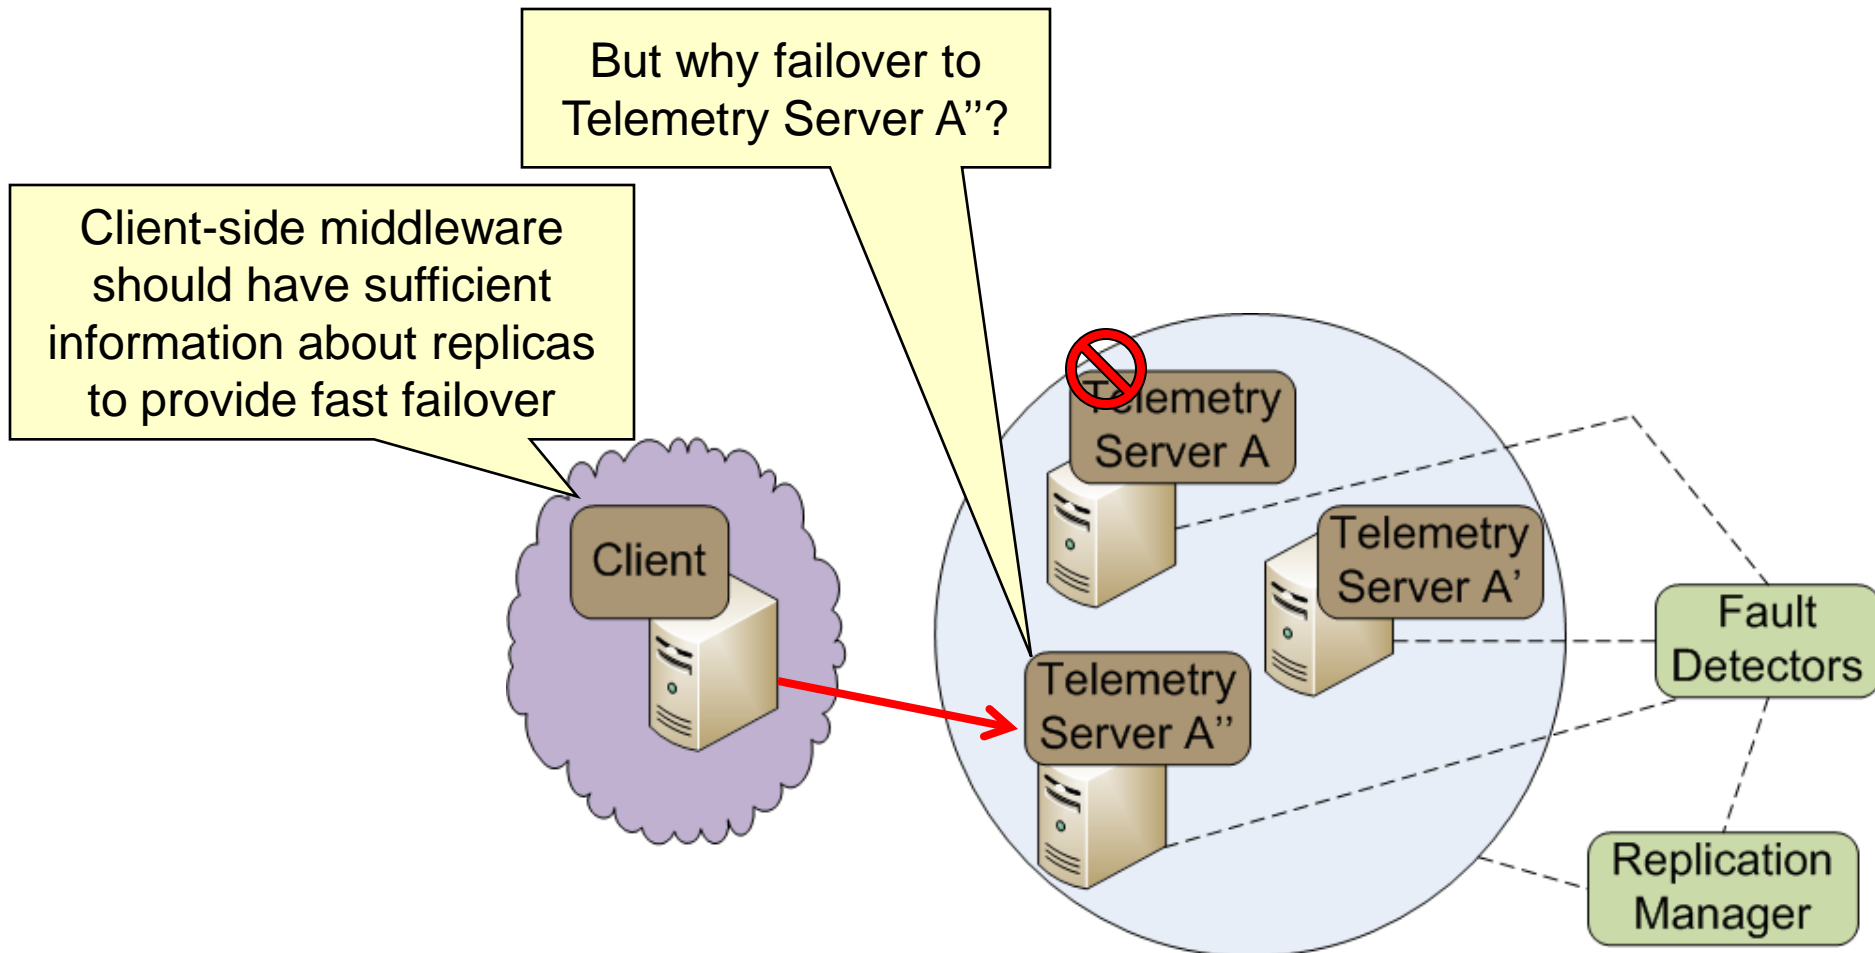 But why failover to
Telemetry Server A’’?
Client-side middleware
should have sufficient
information about replicas
to provide fast failover
Telemetry
Server A
Client
Telemetry
Server A’
Fault
Detectors
Telemetry
Server A’’
Replication
Manager